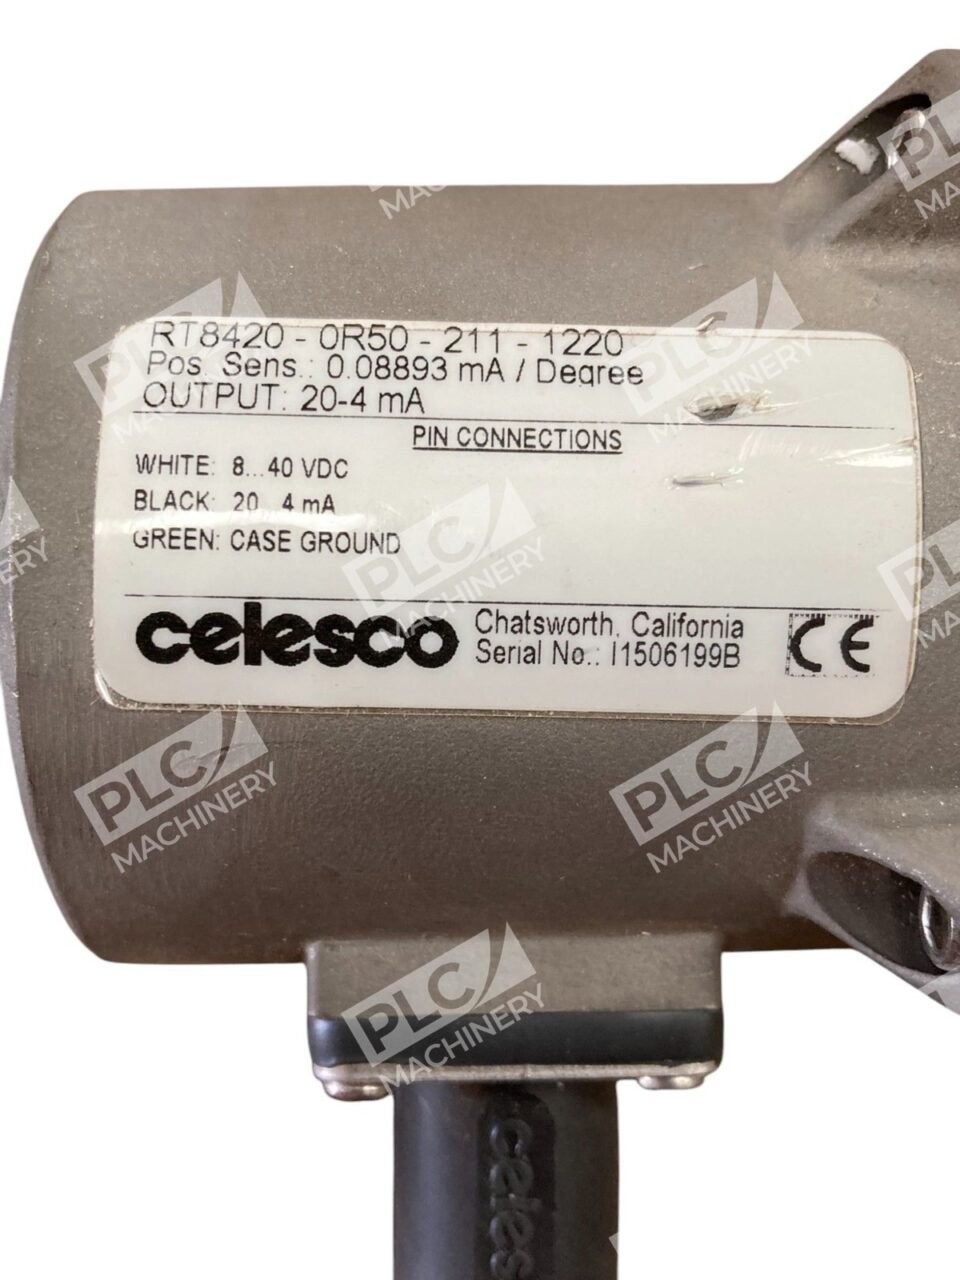 RT8420 - 0R50 - 211 - 1220
Pos. Sens.: 0.08893 mA / Degree
OUTPUT: 20-4 mA
PIN CONNECTIONS
WHITE: 8...40 VDC
BLACK: 20...4 mA
GREEN: CASE GROUND
celesco
Chatsworth, California
Serial No.: I1506199B
CE
celes
PLC MACHINERY